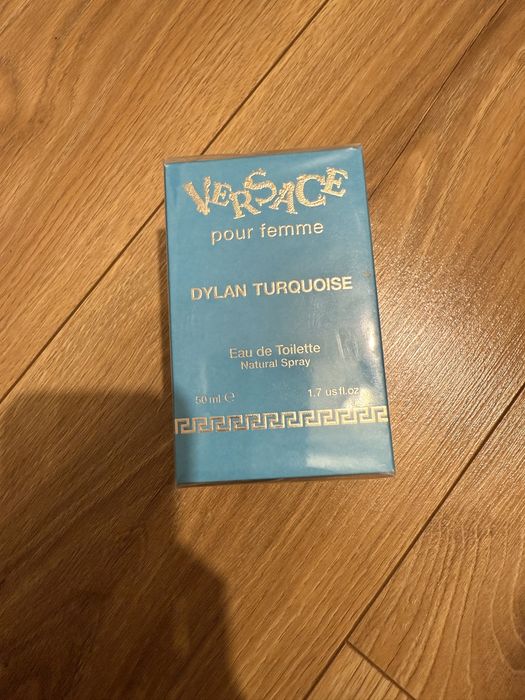 VERSACE
pour femme
DYLAN TURQUOISE
Eau de Toilette
Natural Spray
50 ml ℮ 1.7 us fl.oz